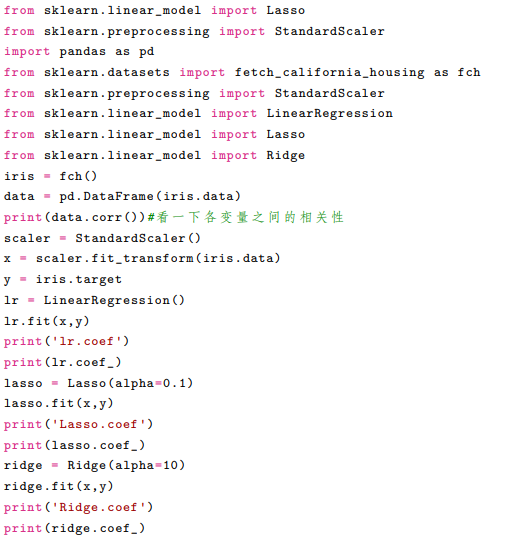 from sklearn.linear_model import Lasso
from sklearn.preprocessing import StandardScaler
import pandas as pd
from sklearn.datasets import fetch_california_housing as fch
from sklearn.preprocessing import StandardScaler
from sklearn.linear_model import LinearRegression
from sklearn.linear_model import Lasso
from sklearn.linear_model import Ridge
iris = fch()
data = pd.DataFrame(iris.data)
print(data.corr())#看一下各变量之间的相关性
scaler = StandardScaler()
x = scaler.fit_transform(iris.data)
y = iris.target
lr = LinearRegression()
lr.fit(x,y)
print('lr.coef')
print(lr.coef_)
lasso = Lasso(alpha=0.1)
lasso.fit(x,y)
print('Lasso.coef')
print(lasso.coef_)
ridge = Ridge(alpha=10)
ridge.fit(x,y)
print('Ridge.coef')
print(ridge.coef_)